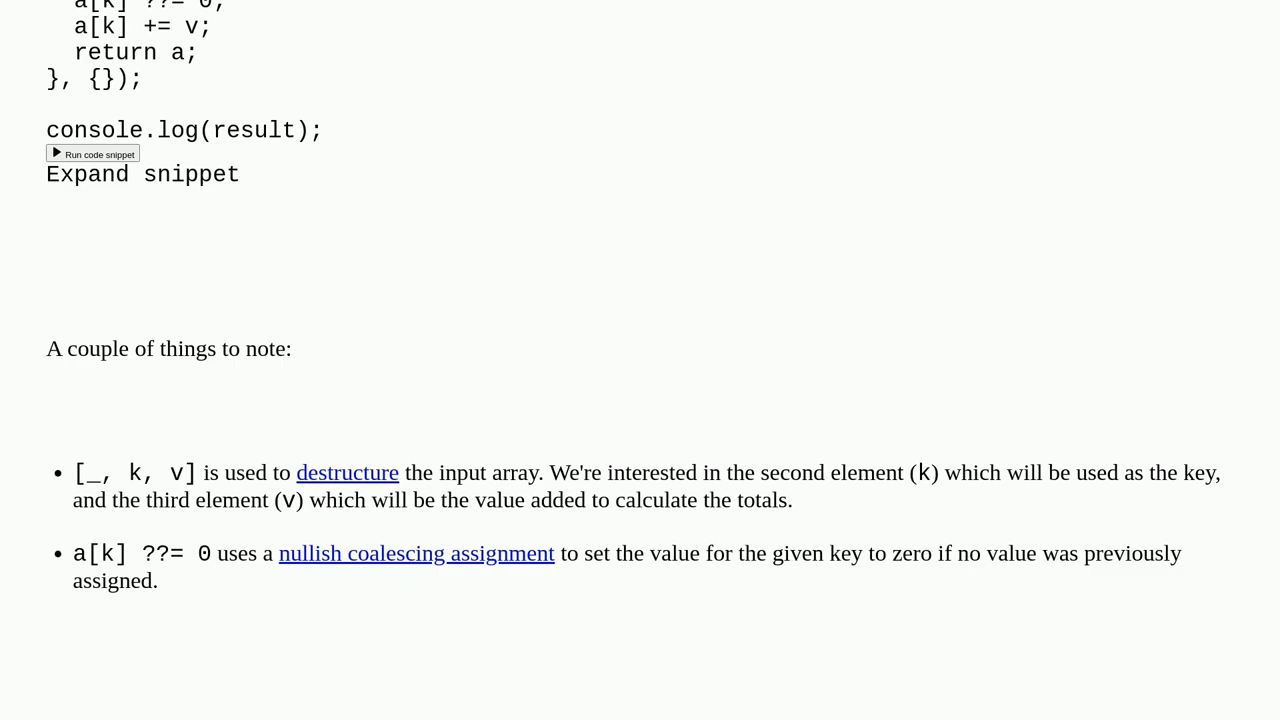 a[k] ??= 0;
a[k] += v;
return a;
}, {});
console.log(result);
Run code snippet
Expand snippet
A couple of things to note:
[_, k, v] is used to destructure the input array. We're interested in the second element (k) which will be used as the key,
and the third element (v) which will be the value added to calculate the totals.
a[k] ??= 0 uses a nullish coalescing assignment to set the value for the given key to zero if no value was previously
assigned.